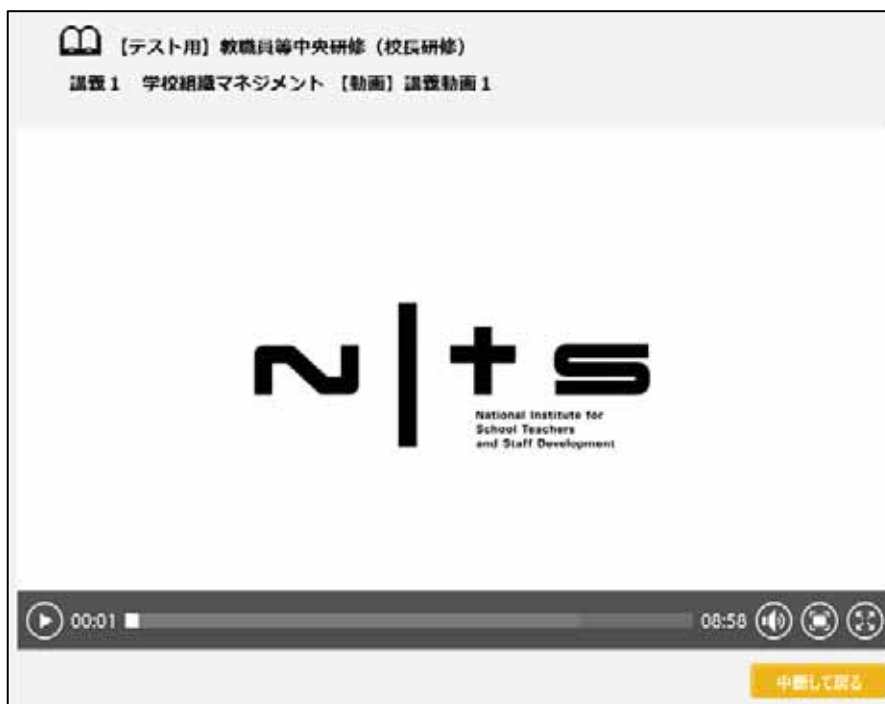 【テスト用】教職員等中央研修（校長研修）
講義1　学校組織マネジメント【動画】講義動画1
NITS
National Institute for
School Teachers
and Staff Development
00:01
08:58
中断して戻る